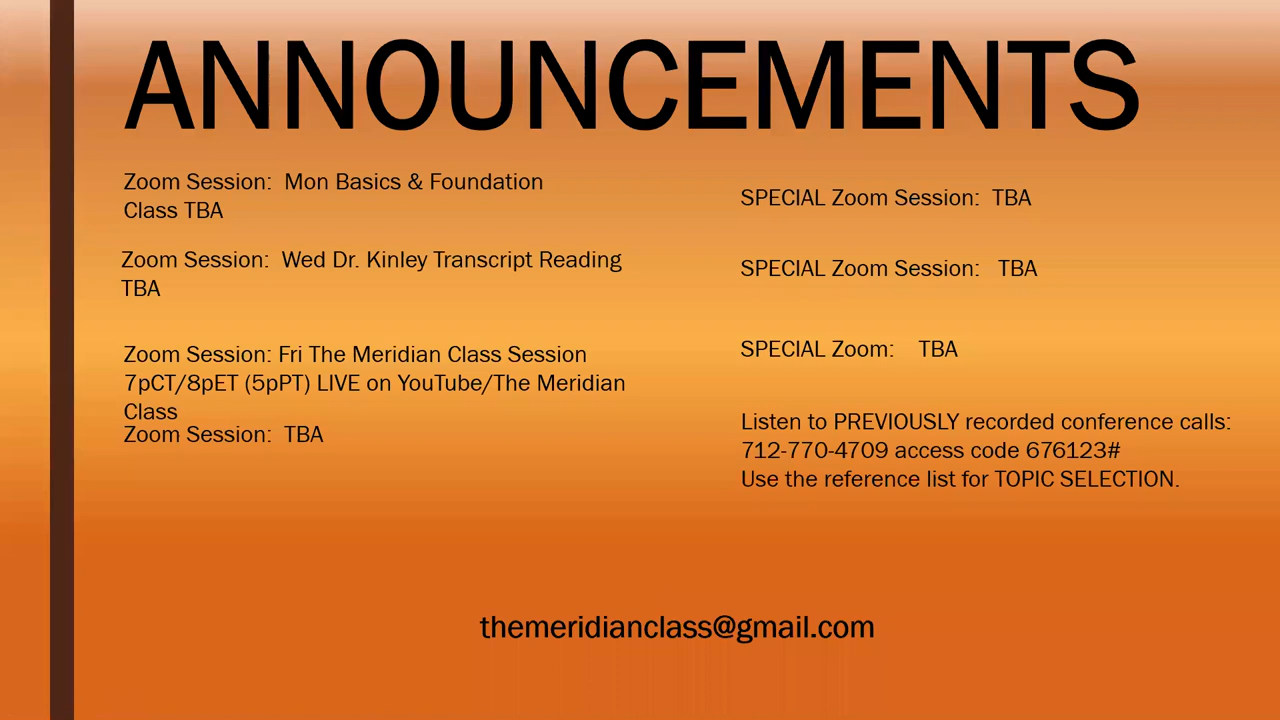 ANNOUNCEMENTS
Zoom Session:  Mon Basics & Foundation
Class TBA
Zoom Session:  Wed Dr. Kinley Transcript Reading
TBA
Zoom Session: Fri The Meridian Class Session
7pCT/8pET (5pPT) LIVE on YouTube/The Meridian
Class
Zoom Session:  TBA
SPECIAL Zoom Session:  TBA
SPECIAL Zoom Session:   TBA
SPECIAL Zoom:    TBA
Listen to PREVIOUSLY recorded conference calls:
712-770-4709 access code 676123#
Use the reference list for TOPIC SELECTION.
themeridianclass@gmail.com